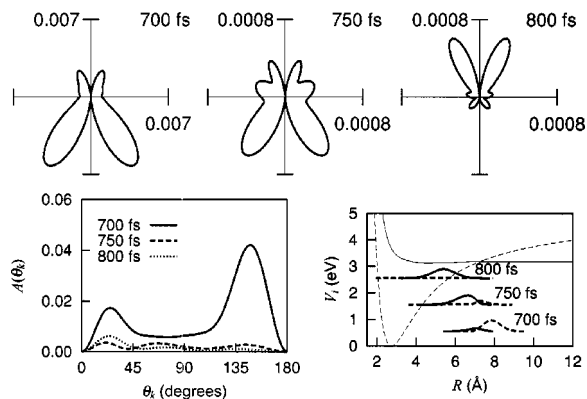 0.007 700 fs
0.007
0.0008 750 fs
0.0008
0.0008 800 fs
0.0008
0.06
0.04
0.02
0.00
A(θk)
700 fs
750 fs
800 fs
0 45 90 135 180
θk (degrees)
5
4
3
2
1
0
V1 (eV)
800 fs
750 fs
700 fs
2 4 6 8 10 12
R (Å)